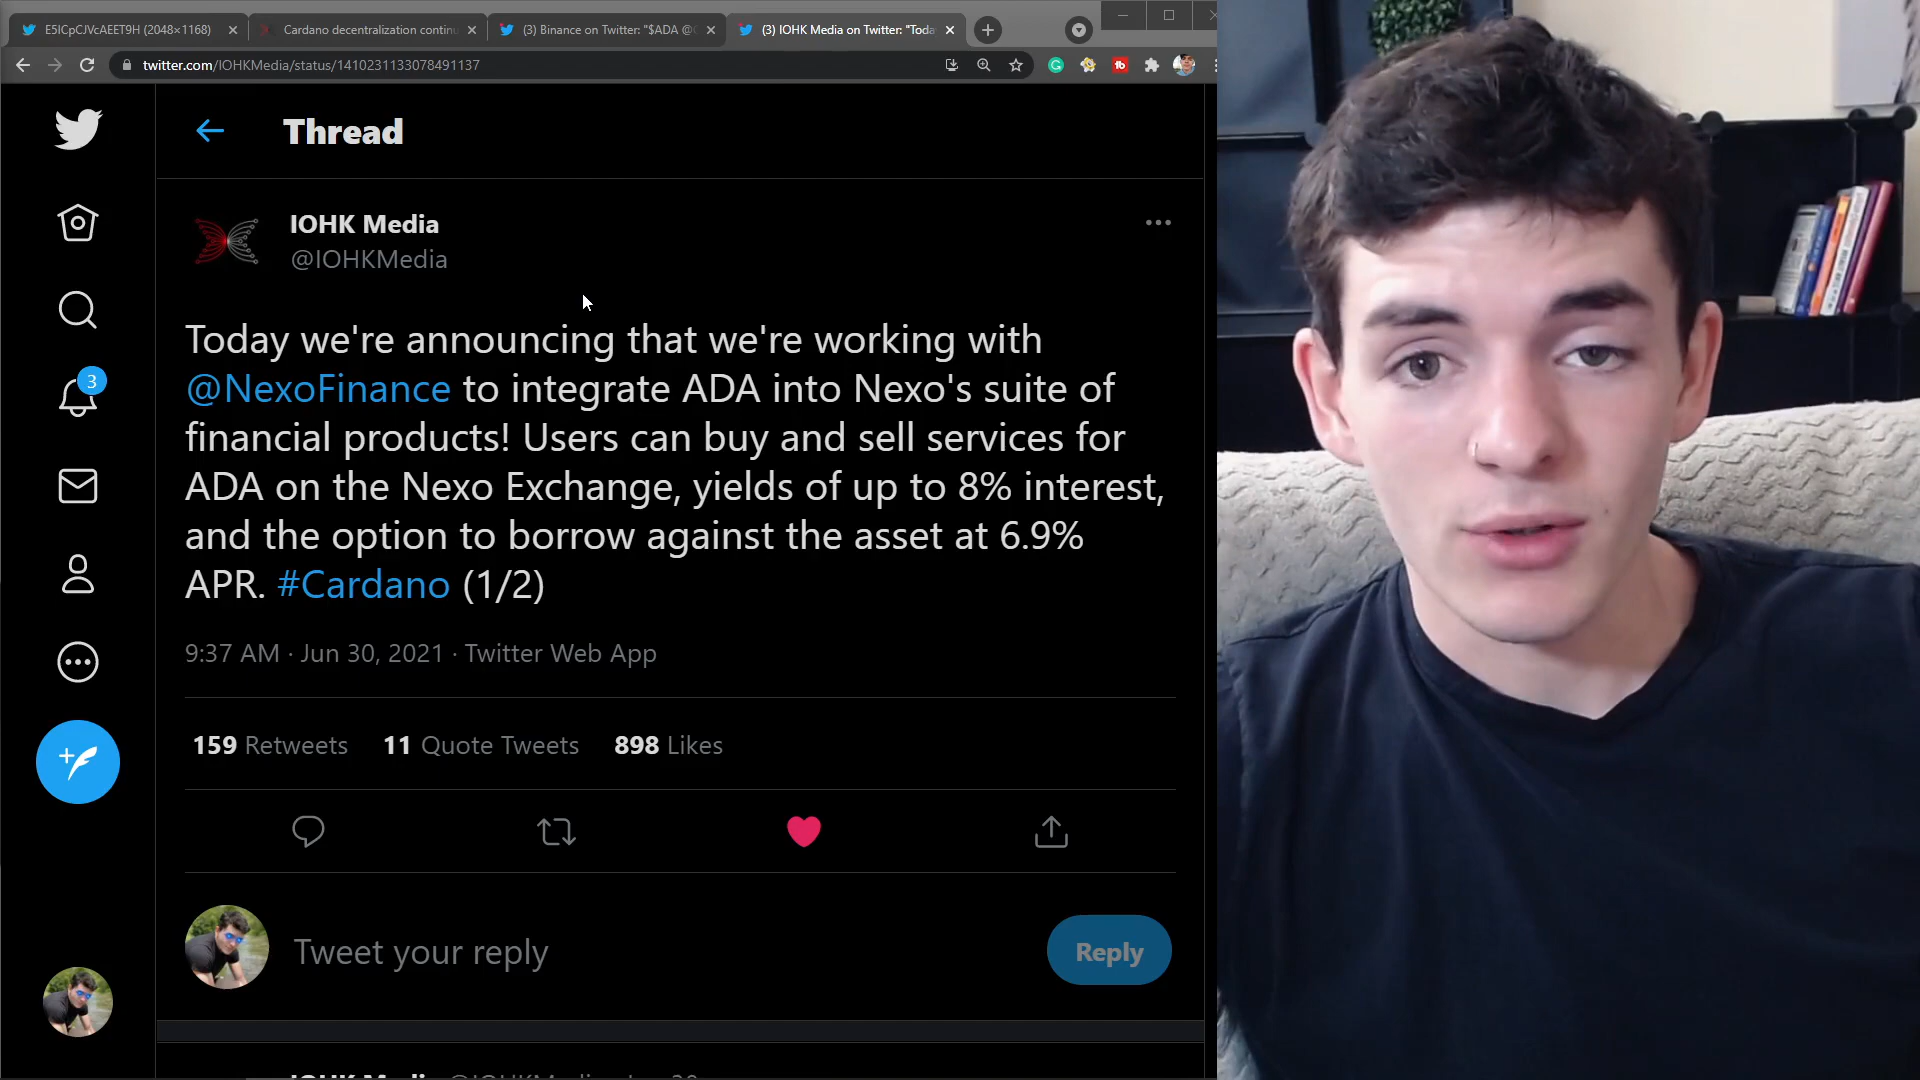 E5ICpCJVcAEET9H (2048×1168)
Cardano decentralization continu
(3) Binance on Twitter: "$ADA @C
(3) IOHK Media on Twitter: "Toda
twitter.com/IOHKMedia/status/1410231133078491137
Thread
IOHK Media
@IOHKMedia
3
Today we're announcing that we're working with
@NexoFinance to integrate ADA into Nexo's suite of
financial products! Users can buy and sell services for
ADA on the Nexo Exchange, yields of up to 8% interest,
and the option to borrow against the asset at 6.9%
APR. #Cardano (1/2)
9:37 AM · Jun 30, 2021 · Twitter Web App
159 Retweets 11 Quote Tweets 898 Likes
Tweet your reply
Reply